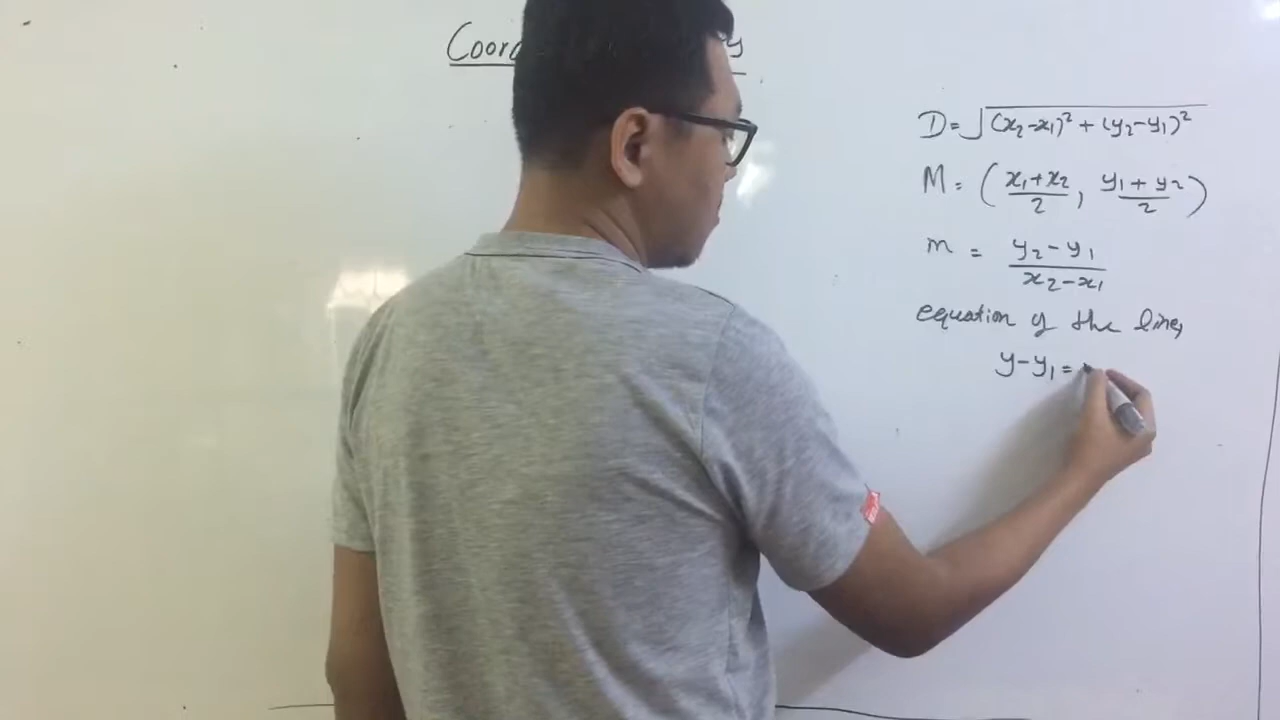 Coord
D = √(x₂-x₁)² + (y₂-y₁)²
M = (x₁+x₂/2, y₁+y₂/2)
m = y₂-y₁/x₂-x₁
equation of the line,
y-y₁=